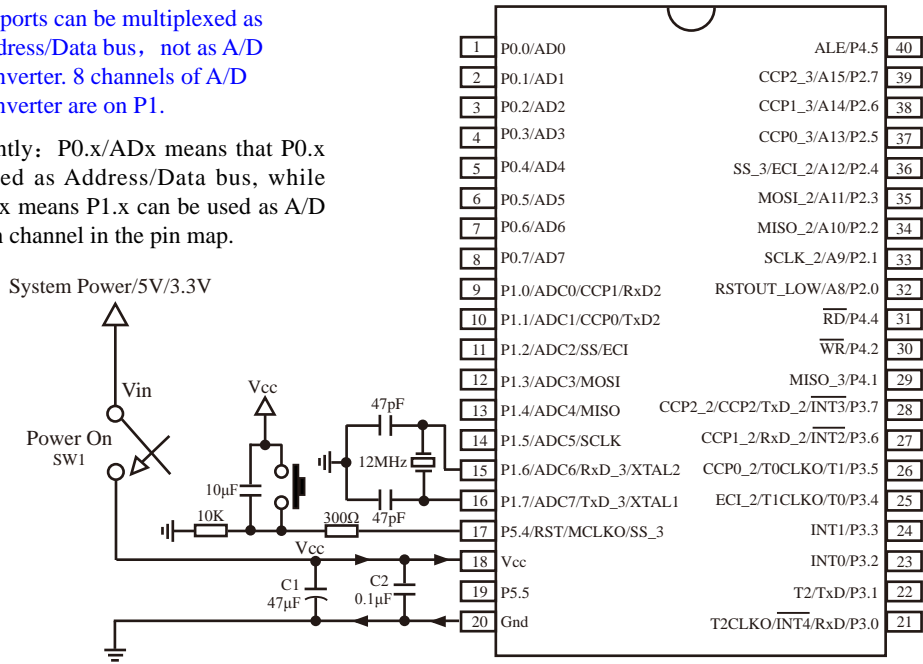 ports can be multiplexed as
dress/Data bus，not as A/D
nverter. 8 channels of A/D
nverter are on P1.
ntly：P0.x/ADx means that P0.x
ed as Address/Data bus, while
x means P1.x can be used as A/D
n channel in the pin map.
System Power/5V/3.3V
Vin
Power On
SW1
Vcc
10μF
10K
300Ω
47pF
12MHz
47pF
Vcc
C1
47μF
C2
0.1μF
1 P0.0/AD0
2 P0.1/AD1
3 P0.2/AD2
4 P0.3/AD3
5 P0.4/AD4
6 P0.5/AD5
7 P0.6/AD6
8 P0.7/AD7
9 P1.0/ADC0/CCP1/RxD2
10 P1.1/ADC1/CCP0/TxD2
11 P1.2/ADC2/SS/ECI
12 P1.3/ADC3/MOSI
13 P1.4/ADC4/MISO
14 P1.5/ADC5/SCLK
15 P1.6/ADC6/RxD_3/XTAL2
16 P1.7/ADC7/TxD_3/XTAL1
17 P5.4/RST/MCLKO/SS_3
18 Vcc
19 P5.5
20 Gnd
ALE/P4.5 40
CCP2_3/A15/P2.7 39
CCP1_3/A14/P2.6 38
CCP0_3/A13/P2.5 37
SS_3/ECI_2/A12/P2.4 36
MOSI_2/A11/P2.3 35
MISO_2/A10/P2.2 34
SCLK_2/A9/P2.1 33
RSTOUT_LOW/A8/P2.0 32
RD/P4.4 31
WR/P4.2 30
MISO_3/P4.1 29
CCP2_2/CCP2/TxD_2/INT3/P3.7 28
CCP1_2/RxD_2/INT2/P3.6 27
CCP0_2/T0CLKO/T1/P3.5 26
ECI_2/T1CLKO/T0/P3.4 25
INT1/P3.3 24
INT0/P3.2 23
T2/TxD/P3.1 22
T2CLKO/INT4/RxD/P3.0 21